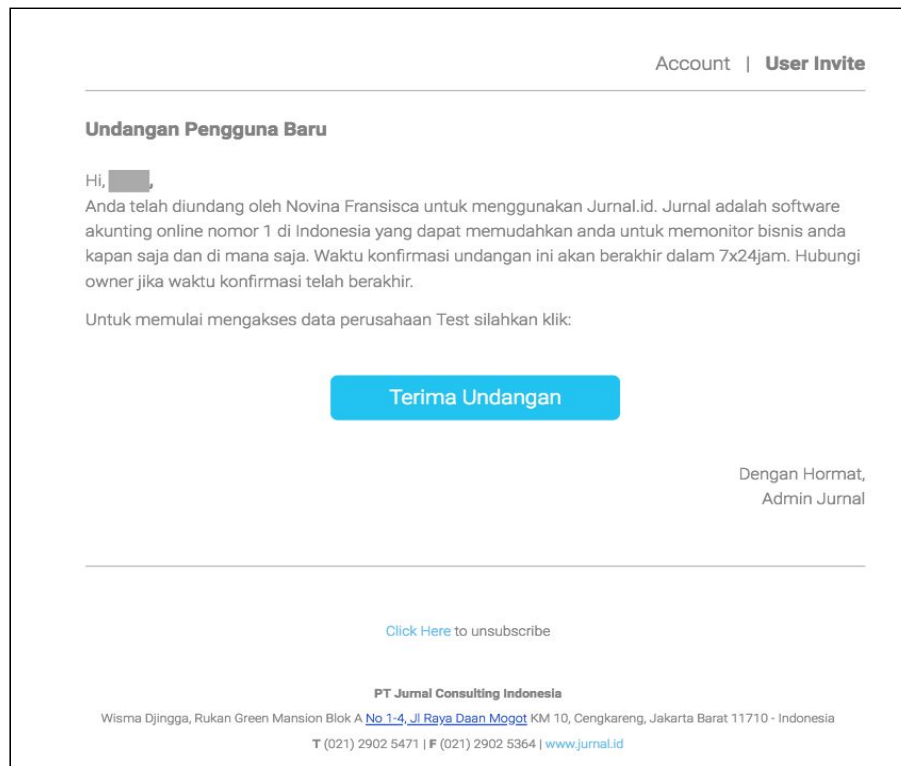 Account | User Invite
Undangan Pengguna Baru
Hi, ,
Anda telah diundang oleh Novina Fransisca untuk menggunakan Jurnal.id. Jurnal adalah software
akunting online nomor 1 di Indonesia yang dapat memudahkan anda untuk memonitor bisnis anda
kapan saja dan di mana saja. Waktu konfirmasi undangan ini akan berakhir dalam 7x24jam. Hubungi
owner jika waktu konfirmasi telah berakhir.
Untuk memulai mengakses data perusahaan Test silahkan klik:
Terima Undangan
Dengan Hormat,
Admin Jurnal
Click Here to unsubscribe
PT Jurnal Consulting Indonesia
Wisma Djingga, Rukan Green Mansion Blok A No 1-4, Jl Raya Daan Mogot KM 10, Cengkareng, Jakarta Barat 11710 - Indonesia
T (021) 2902 5471 | F (021) 2902 5364 | www.jurnal.id